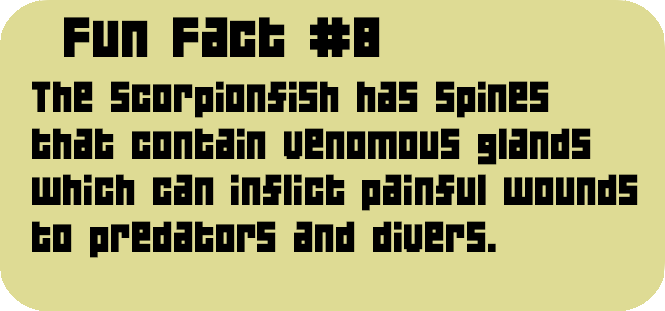 Fun Fact #8
The Scorpionfish has spines
that contain venomous glands
which can inflict painful wounds
to predators and divers.